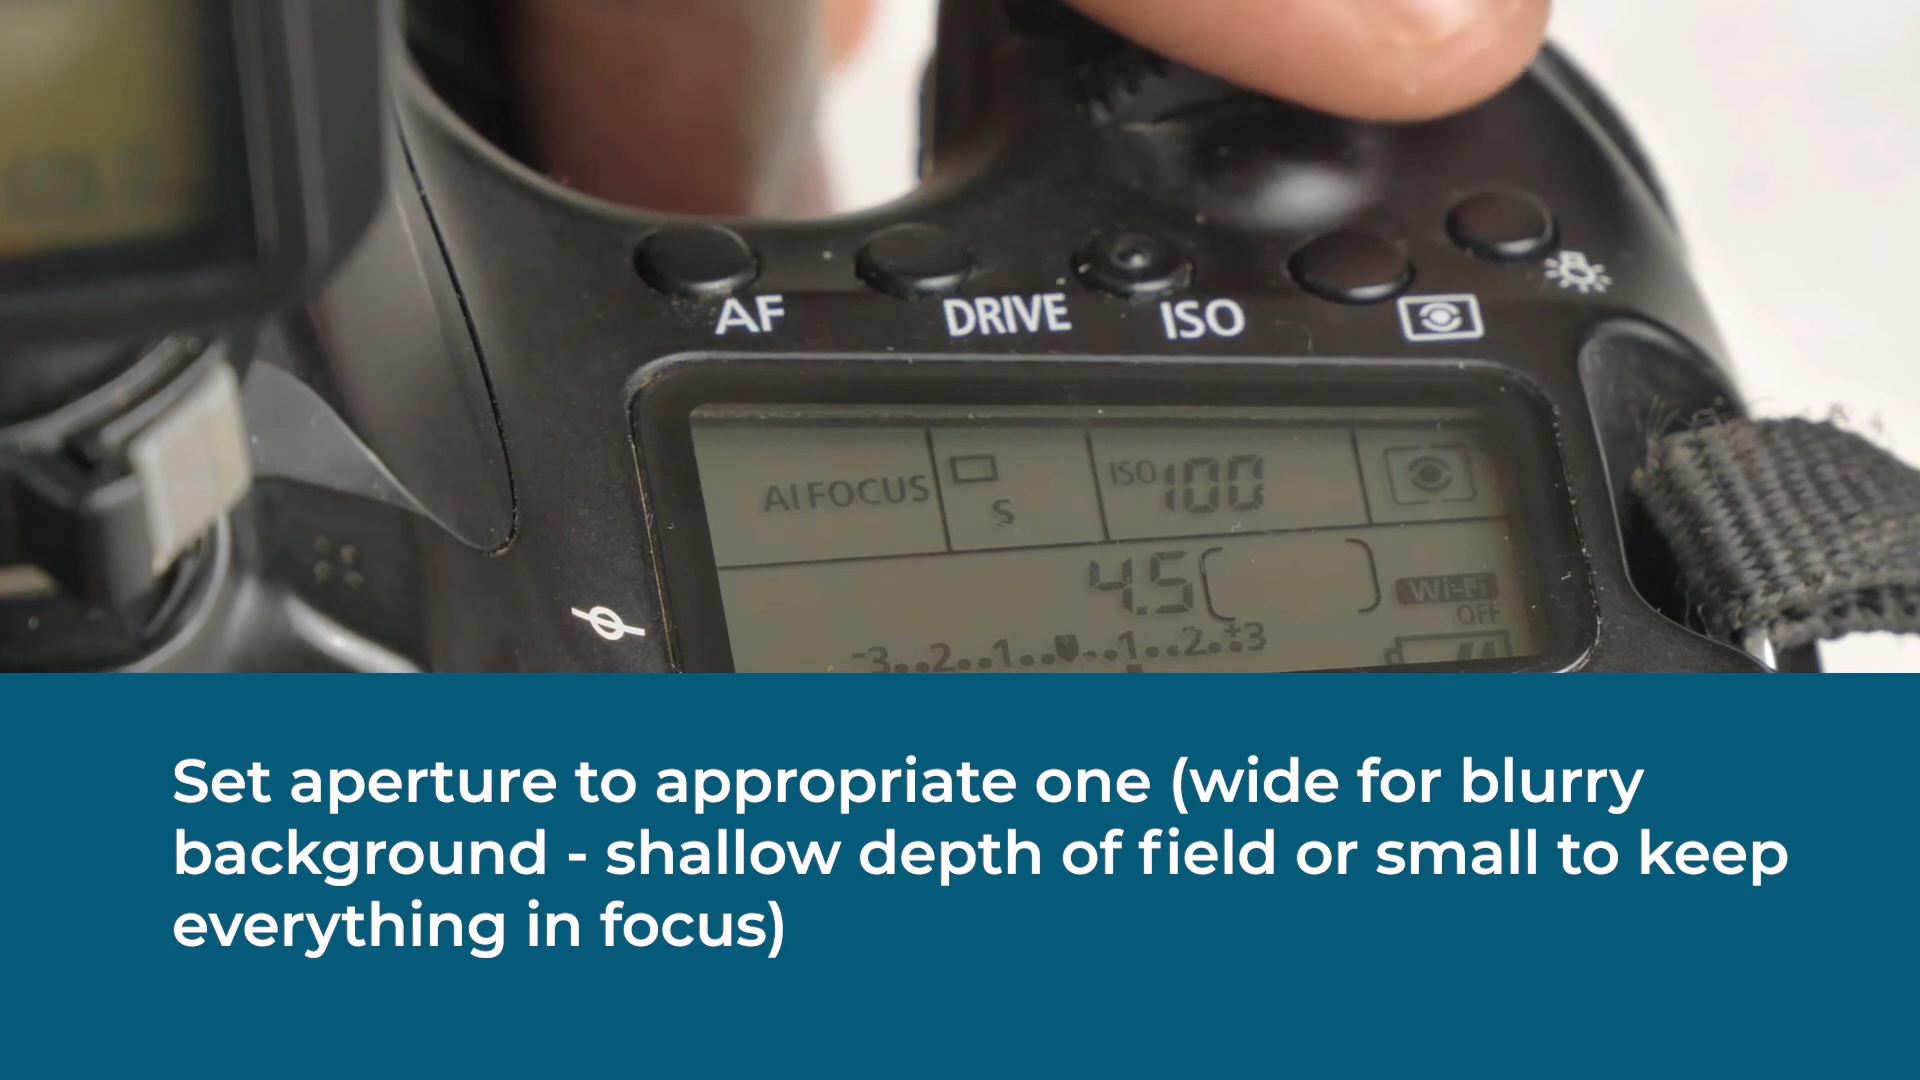 AF DRIVE ISO
AI FOCUS S ISO 100
4.5 Wi-Fi
OFF
-3..2..1...1..2.+3
Set aperture to appropriate one (wide for blurry
background - shallow depth of field or small to keep
everything in focus)